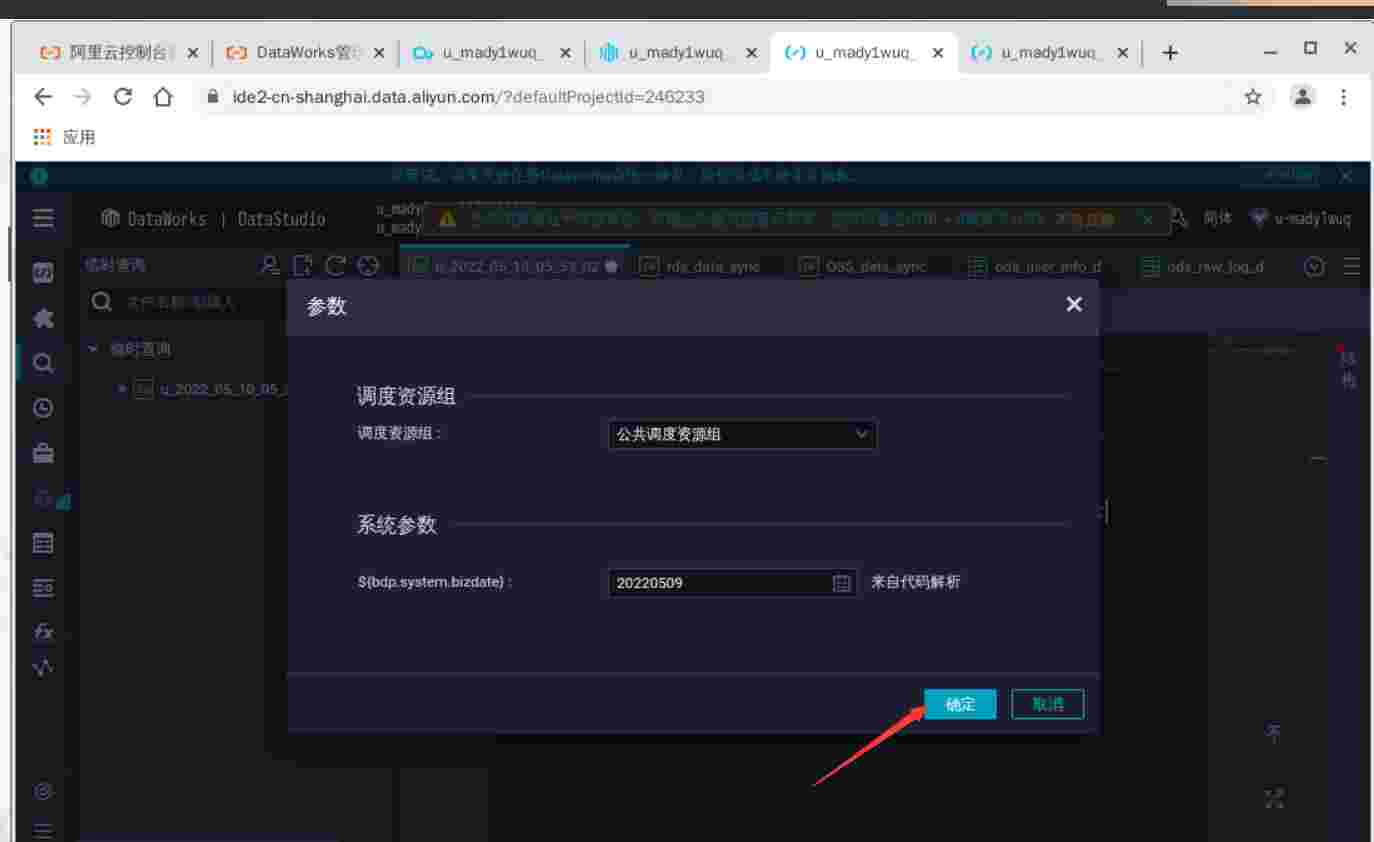 阿里云控制台
DataWorks管
u_mady1wuq_
u_mady1wuq_
u_mady1wuq_
u_mady1wuq_
ide2-cn-shanghai.data.aliyun.com/?defaultProjectId=246233
应用
DataWorks | DataStudio
u_mady
u_mady
简体
u-mady1wuq
临时查询
u_2022_05_10_05_53_02
rds_data_sync
OSS_data_sync
ods_user_info_d
ods_raw_log_d
临时查询
u_2022_05_10_05_
结构
参数
调度资源组
调度资源组 :
公共调度资源组
系统参数
${bdp.system.bizdate} :
20220509
来自代码解析
确定
取消